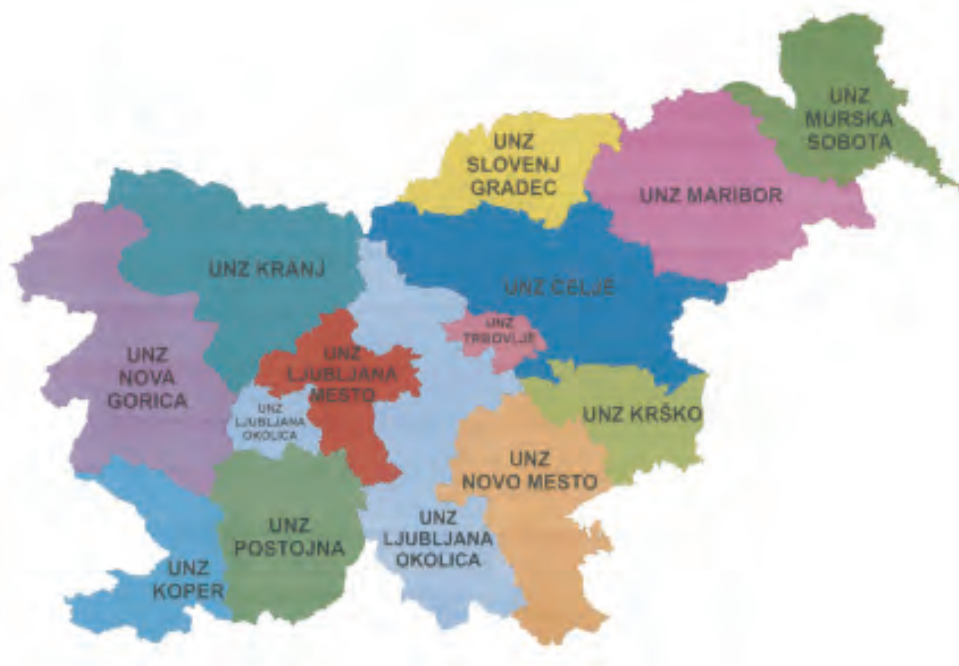 UNZ
MURSKA
SOBOTA
UNZ
SLOVENJ
GRADEC
UNZ MARIBOR
UNZ KRANJ
UNZ CELJE
UNZ
TRBOVLJE
UNZ
NOVA
GORICA
UNZ
LJUBLJANA
MESTO
UNZ
LJUBLJANA
OKOLICA
UNZ KRŠKO
UNZ
NOVO MESTO
UNZ
POSTOJNA
UNZ
LJUBLJANA
OKOLICA
UNZ
KOPER